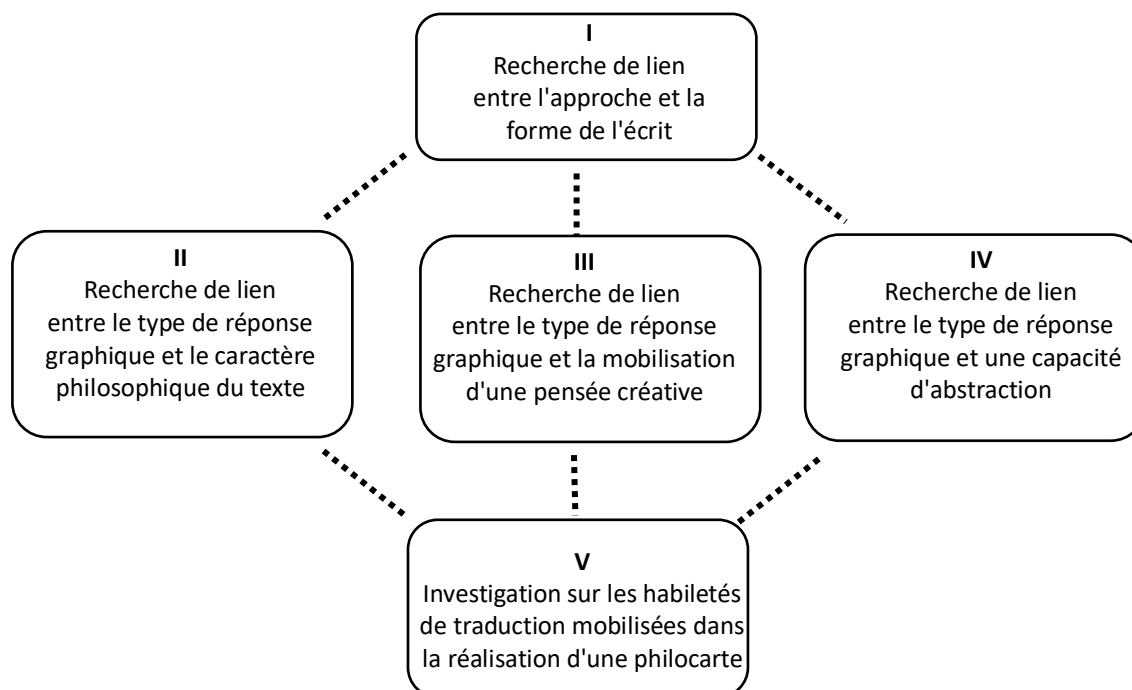 I
Recherche de lien
entre l'approche et la
forme de l'écrit
II
Recherche de lien
entre le type de réponse
graphique et le caractère
philosophique du texte
III
Recherche de lien
entre le type de réponse
graphique et la mobilisation
d'une pensée créative
IV
Recherche de lien
entre le type de réponse
graphique et une capacité
d'abstraction
V
Investigation sur les habiletés
de traduction mobilisées dans
la réalisation d'une philocarte